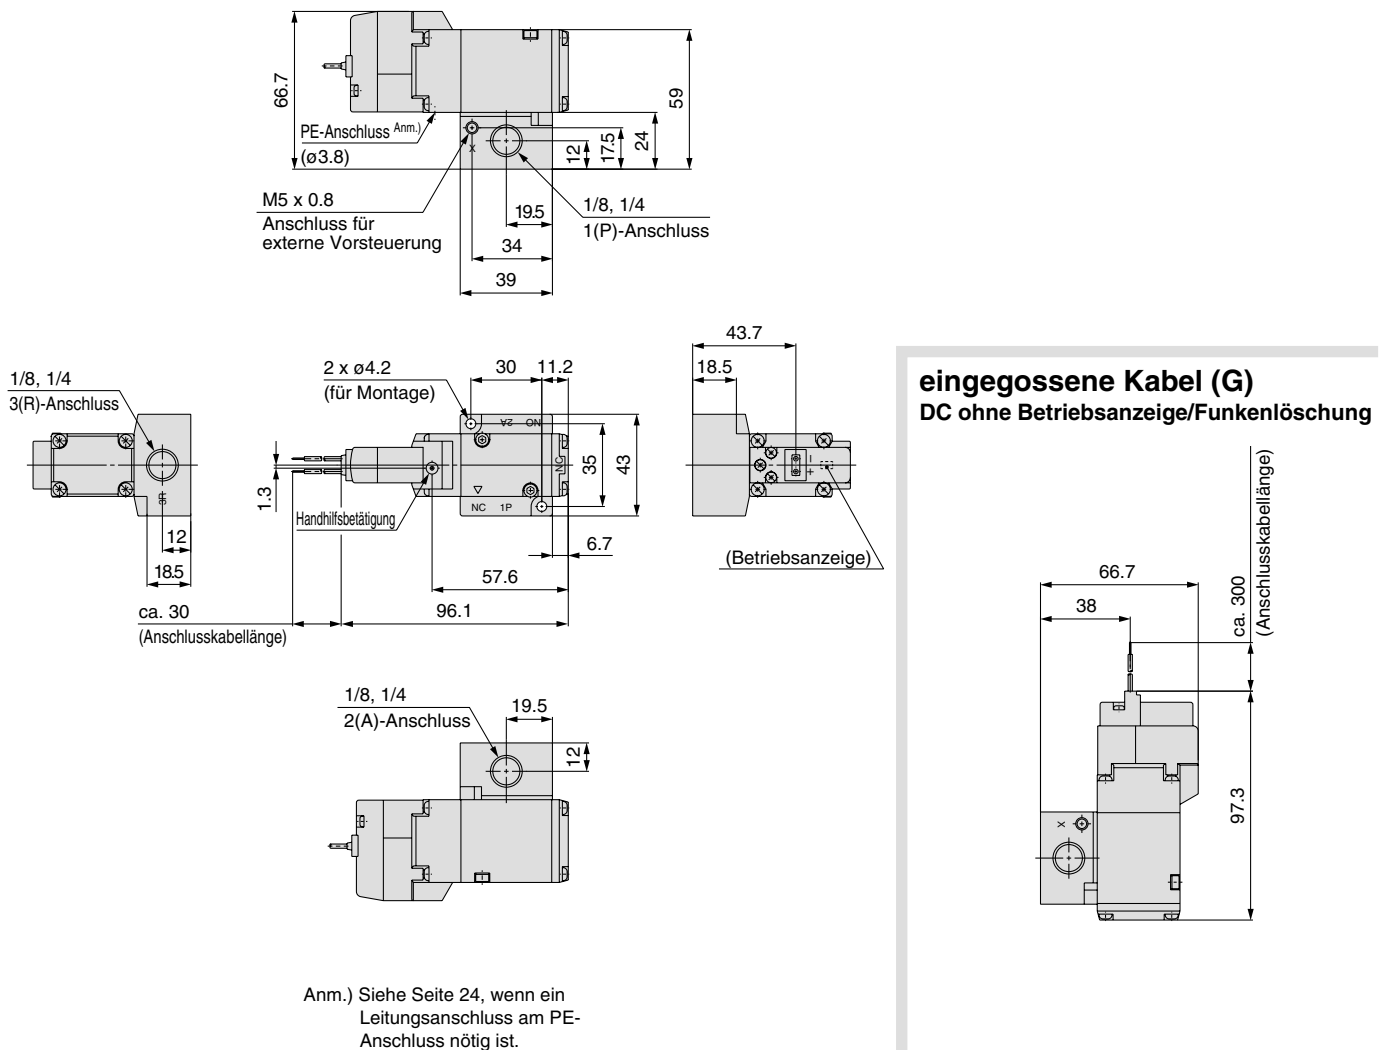 66.7
PE-Anschluss Anm.)
(ø3.8)
X
12
17.5
24
59
M5 x 0.8
Anschluss für
externe Vorsteuerung
19.5
1/8, 1/4
1(P)-Anschluss
34
39
1/8, 1/4
3(R)-Anschluss
3R
12
18.5
2 x ø4.2
(für Montage)
30
11.2
2A
NO
NC
35
43
1.3
Handhilfsbetätigung
NC
1P
6.7
57.6
96.1
ca. 30
(Anschlusskabellänge)
43.7
18.5
−
+
(Betriebsanzeige)
1/8, 1/4
2(A)-Anschluss
19.5
12
Anm.) Siehe Seite 24, wenn ein
Leitungsanschluss am PE-
Anschluss nötig ist.
eingegossene Kabel (G)
DC ohne Betriebsanzeige/Funkenlöschung
66.7
38
ca. 300
(Anschlusskabellänge)
X
97.3